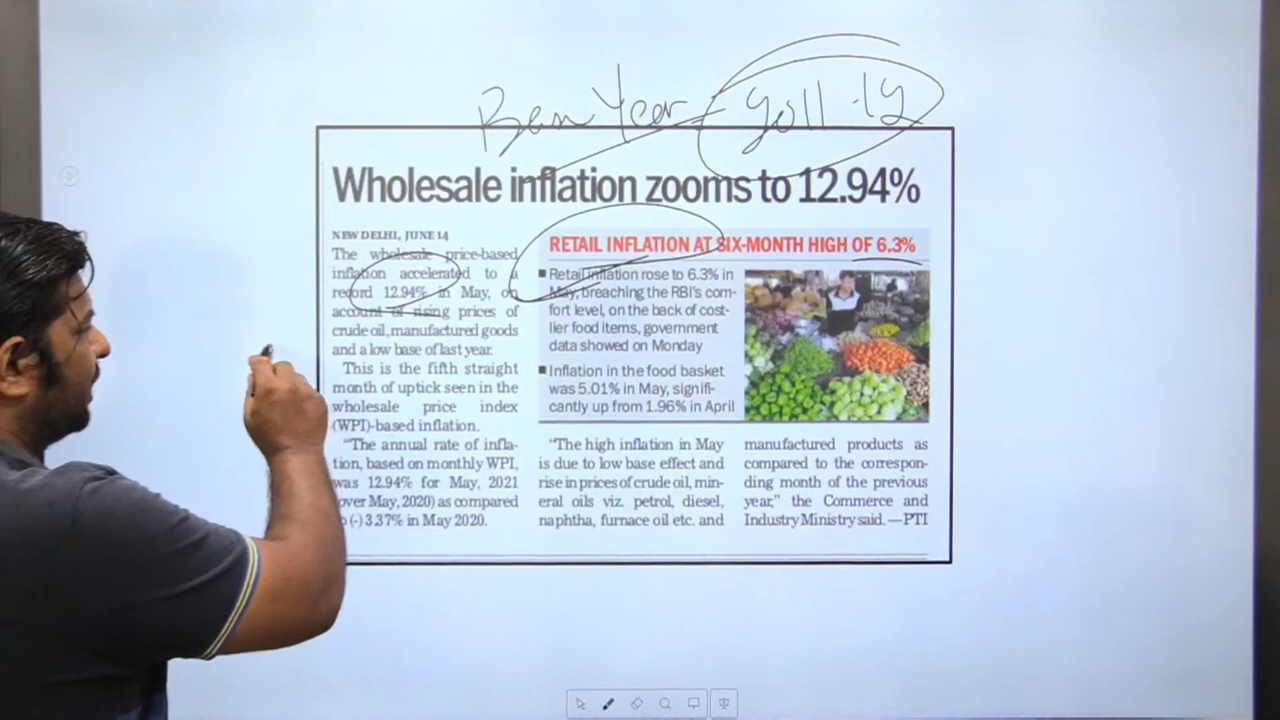 Year
Wholesale inflation zooms to 12.94%
NEW DELHI, JUNE 14
The wholesale price-based
inflation accelerated to a
record 12.94% in May, on
account of rising prices of
crude oil, manufactured goods
and a low base of last year.
This is the fifth straight
month of uptick seen in the
wholesale price index
(WPI)-based inflation.
“The annual rate of infla-
tion, based on monthly WPI,
was 12.94% for May, 2021
over May, 2020) as compared
(-) 3.37% in May 2020.
RETAIL INFLATION AT SIX-MONTH HIGH OF 6.3%
■ Retail inflation rose to 6.3% in
May, breaching the RBI's com-
fort level, on the back of cost-
lier food items, government
data showed on Monday
■ Inflation in the food basket
was 5.01% in May, signifi-
cantly up from 1.96% in April
“The high inflation in May
is due to low base effect and
rise in prices of crude oil, min-
eral oils viz. petrol, diesel,
naphtha, furnace oil etc. and
manufactured products as
compared to the correspon-
ding month of the previous
year,” the Commerce and
Industry Ministry said. —PTI